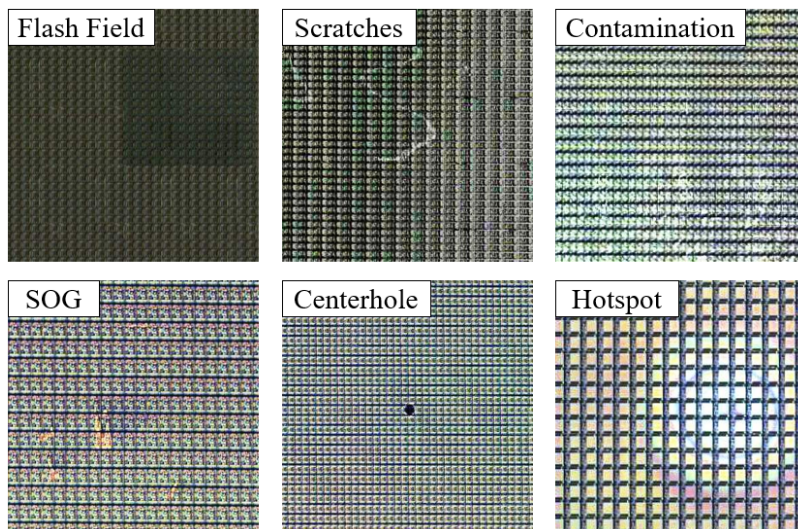 Flash Field
Scratches
Contamination
SOG
Centerhole
Hotspot